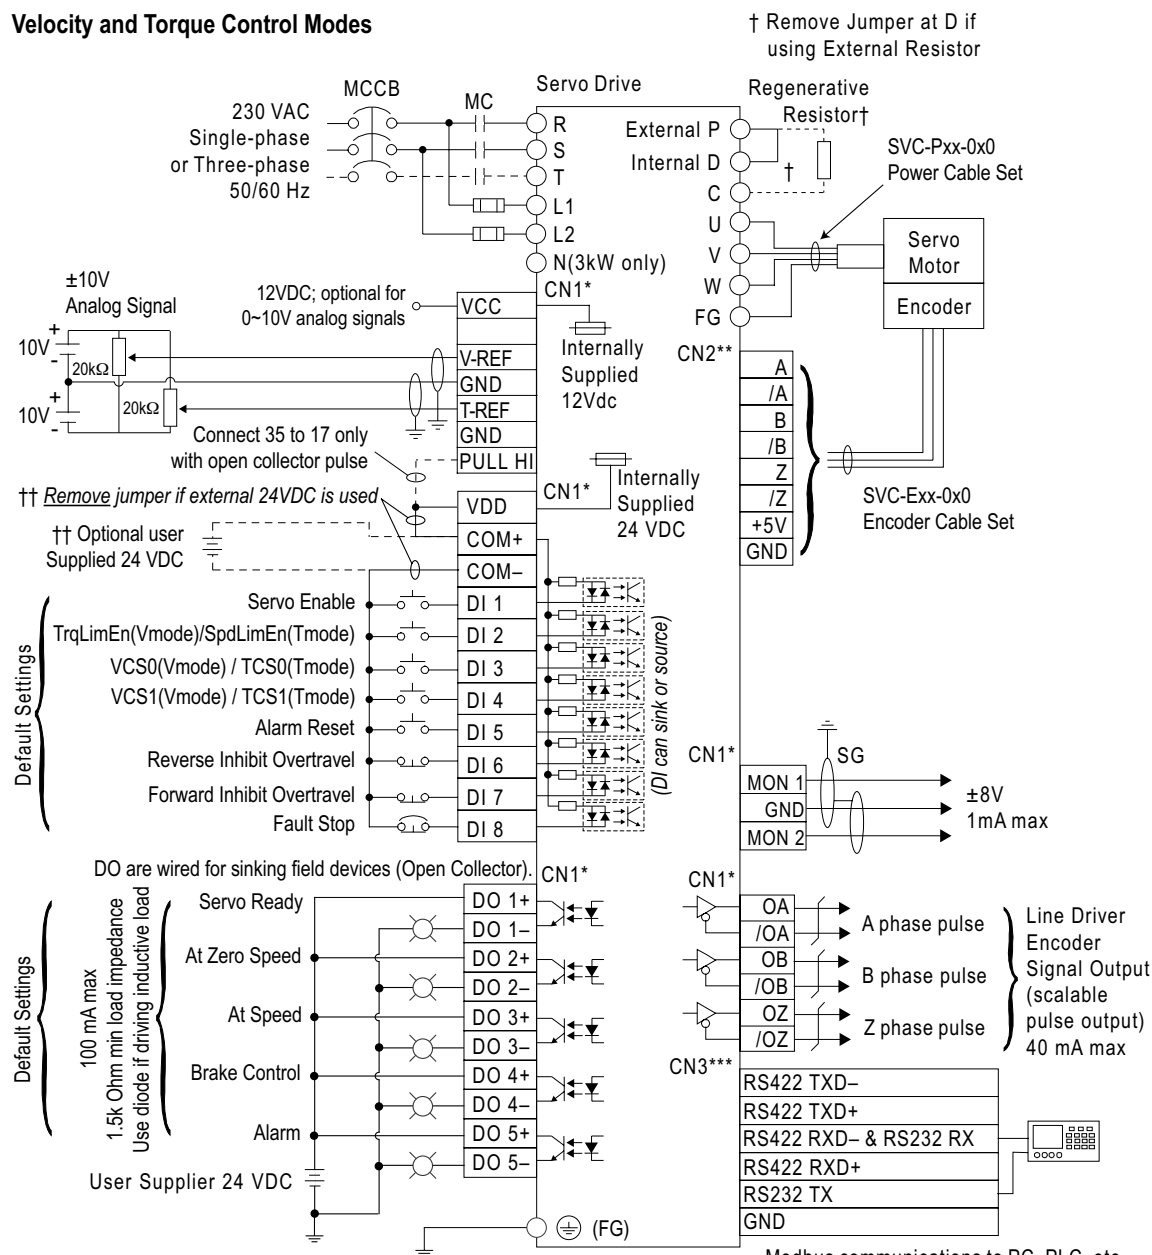 Velocity and Torque Control Modes
† Remove Jumper at D if
using External Resistor
MCCB
MC
Servo Drive
230 VAC
Single-phase
or Three-phase
50/60 Hz
R
S
T
L1
L2
N(3kW only)
External P
Internal D
C
U
V
W
FG
Regenerative
Resistor†
†
SVC-Pxx-0x0
Power Cable Set
Servo
Motor
Encoder
±10V
Analog Signal
+
10V
-
20kΩ
+
10V
-
20kΩ
12VDC; optional for
0~10V analog signals
CN1*
VCC
V-REF
GND
T-REF
GND
PULL HI
Internally
Supplied
12Vdc
Connect 35 to 17 only
with open collector pulse
†† Remove jumper if external 24VDC is used
†† Optional user
Supplied 24 VDC
CN1*
VDD
COM+
COM–
Internally
Supplied
24 VDC
CN2**
A
/A
B
/B
Z
/Z
+5V
GND
SVC-Exx-0x0
Encoder Cable Set
Default Settings
Servo Enable
DI 1
TrqLimEn(Vmode)/SpdLimEn(Tmode)
DI 2
VCS0(Vmode) / TCS0(Tmode)
DI 3
VCS1(Vmode) / TCS1(Tmode)
DI 4
Alarm Reset
DI 5
Reverse Inhibit Overtravel
DI 6
Forward Inhibit Overtravel
DI 7
Fault Stop
DI 8
(DI can sink or source)
CN1*
SG
MON 1
GND
MON 2
±8V
1mA max
DO are wired for sinking field devices (Open Collector).
CN1*
Default Settings
100 mA max
1.5k Ohm min load impedance
Use diode if driving inductive load
Servo Ready
DO 1+
DO 1–
At Zero Speed
DO 2+
DO 2–
At Speed
DO 3+
DO 3–
Brake Control
DO 4+
DO 4–
Alarm
DO 5+
DO 5–
User Supplier 24 VDC
(FG)
CN1*
OA
/OA
OB
/OB
OZ
/OZ
A phase pulse
B phase pulse
Z phase pulse
Line Driver
Encoder
Signal Output
(scalable
pulse output)
40 mA max
CN3***
RS422 TXD–
RS422 TXD+
RS422 RXD– & RS232 RX
RS422 RXD+
RS232 TX
GND
Modbus communications to PC, PLC, etc